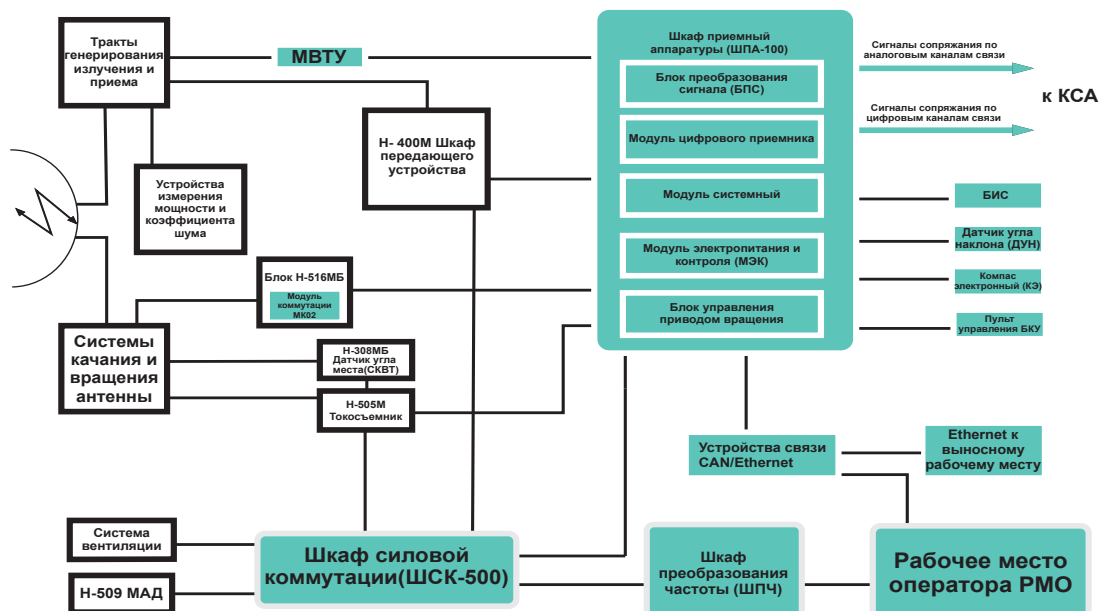 Тракты
генерирования
излучения и
приема
МВТУ
Шкаф приемный
аппаратуры (ШПА-100)
Блок преобразования
сигнала (БПС)
Модуль цифрового приемника
Модуль системный
Модуль электропитания и
контроля (МЭК)
Блок управления
приводом вращения
Сигналы сопряжания по
аналоговым каналам связи
к КСА
Сигналы сопряжания по
цифровым каналам связи
Н- 400М Шкаф
передающего
устройства
Устройства
измерения
мощности и
коэффициента
шума
БИС
Датчик угла
наклона (ДУН)
Компас
электронный (КЭ)
Пульт
управления БКУ
Блок Н-516МБ
Модуль
коммутации
МК02
Системы
качания и
вращения
антенны
Н-308МБ
Датчик угла
места(СКВТ)
Н-505М
Токосъемник
Устройства связи
CAN/Ethernet
Ethernet к
выносному
рабочему месту
Система
вентиляции
Н-509 МАД
Шкаф силовой
коммутации(ШСК-500)
Шкаф
преобразования
частоты (ШПЧ)
Рабочее место
оператора РМО